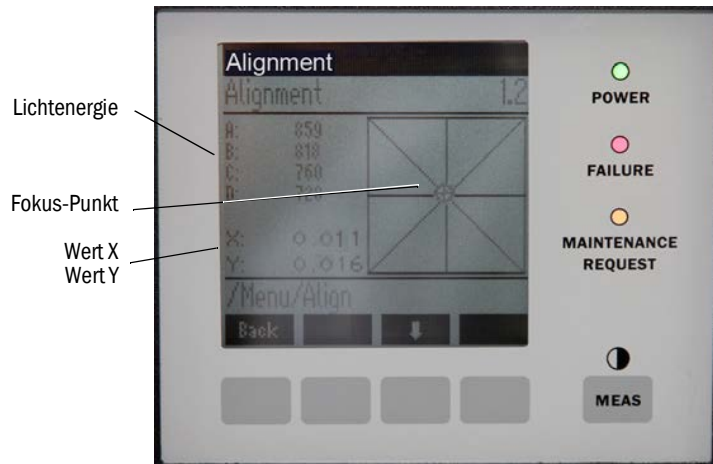 Lichtenergie
Fokus-Punkt
Wert X
Wert Y
Alignment
Alignment 1.2
A: 859
B: 818
C: 760
D: 728
X: 0.011
Y: 0.016
/Menu/Align
Back
POWER
FAILURE
MAINTENANCE
REQUEST
MEAS